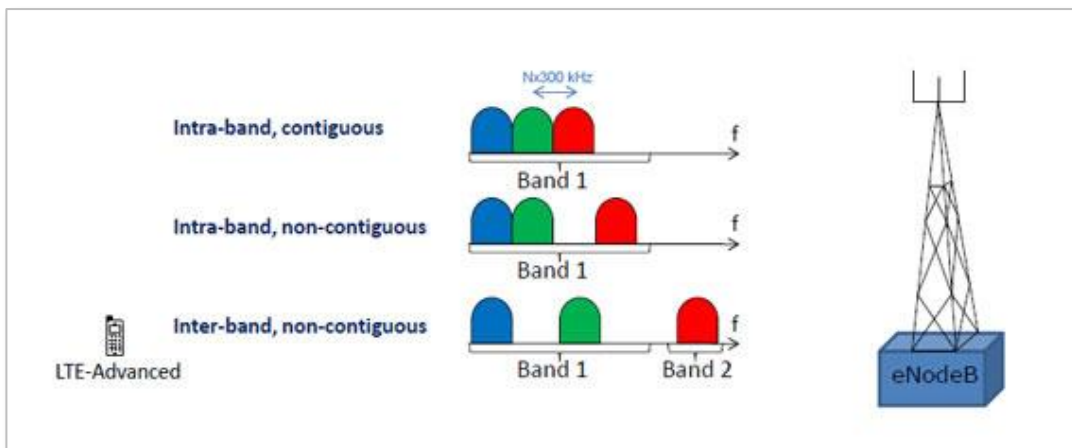 Nx300 kHz
Intra-band, contiguous
f
Band 1
Intra-band, non-contiguous
f
Band 1
Inter-band, non-contiguous
f
LTE-Advanced
Band 1
Band 2
eNodeB